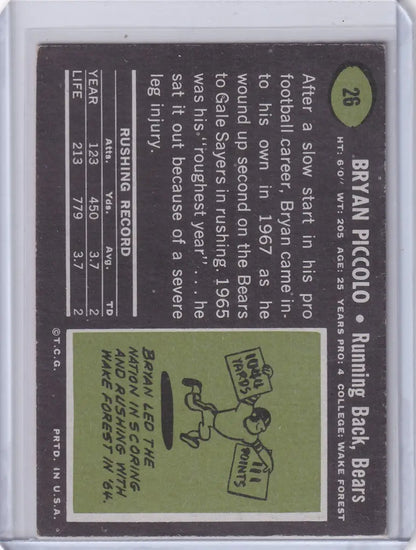 26
BRYAN PICCOLO • Running Back, Bears
HT: 6'0" WT: 205 AGE: 25 YEARS PRO: 4 COLLEGE: WAKE FOREST
After a slow start in his pro
football career, Bryan came in-
to his own in 1967 as he
wound up second on the Bears
to Gale Sayers in rushing. 1965
was his "roughest year" ... he
sat it out because of a severe
leg injury.
RUSHING RECORD
Atts. Yds. Avg. TD
YEAR 123 450 3.7 2
LIFE 213 779 3.7 2
1044
YARDS
111
POINTS
BRYAN LED THE
NATION IN SCORING
AND RUSHING WITH
WAKE FOREST IN '64.
©T.C.G. PRTD. IN U.S.A.